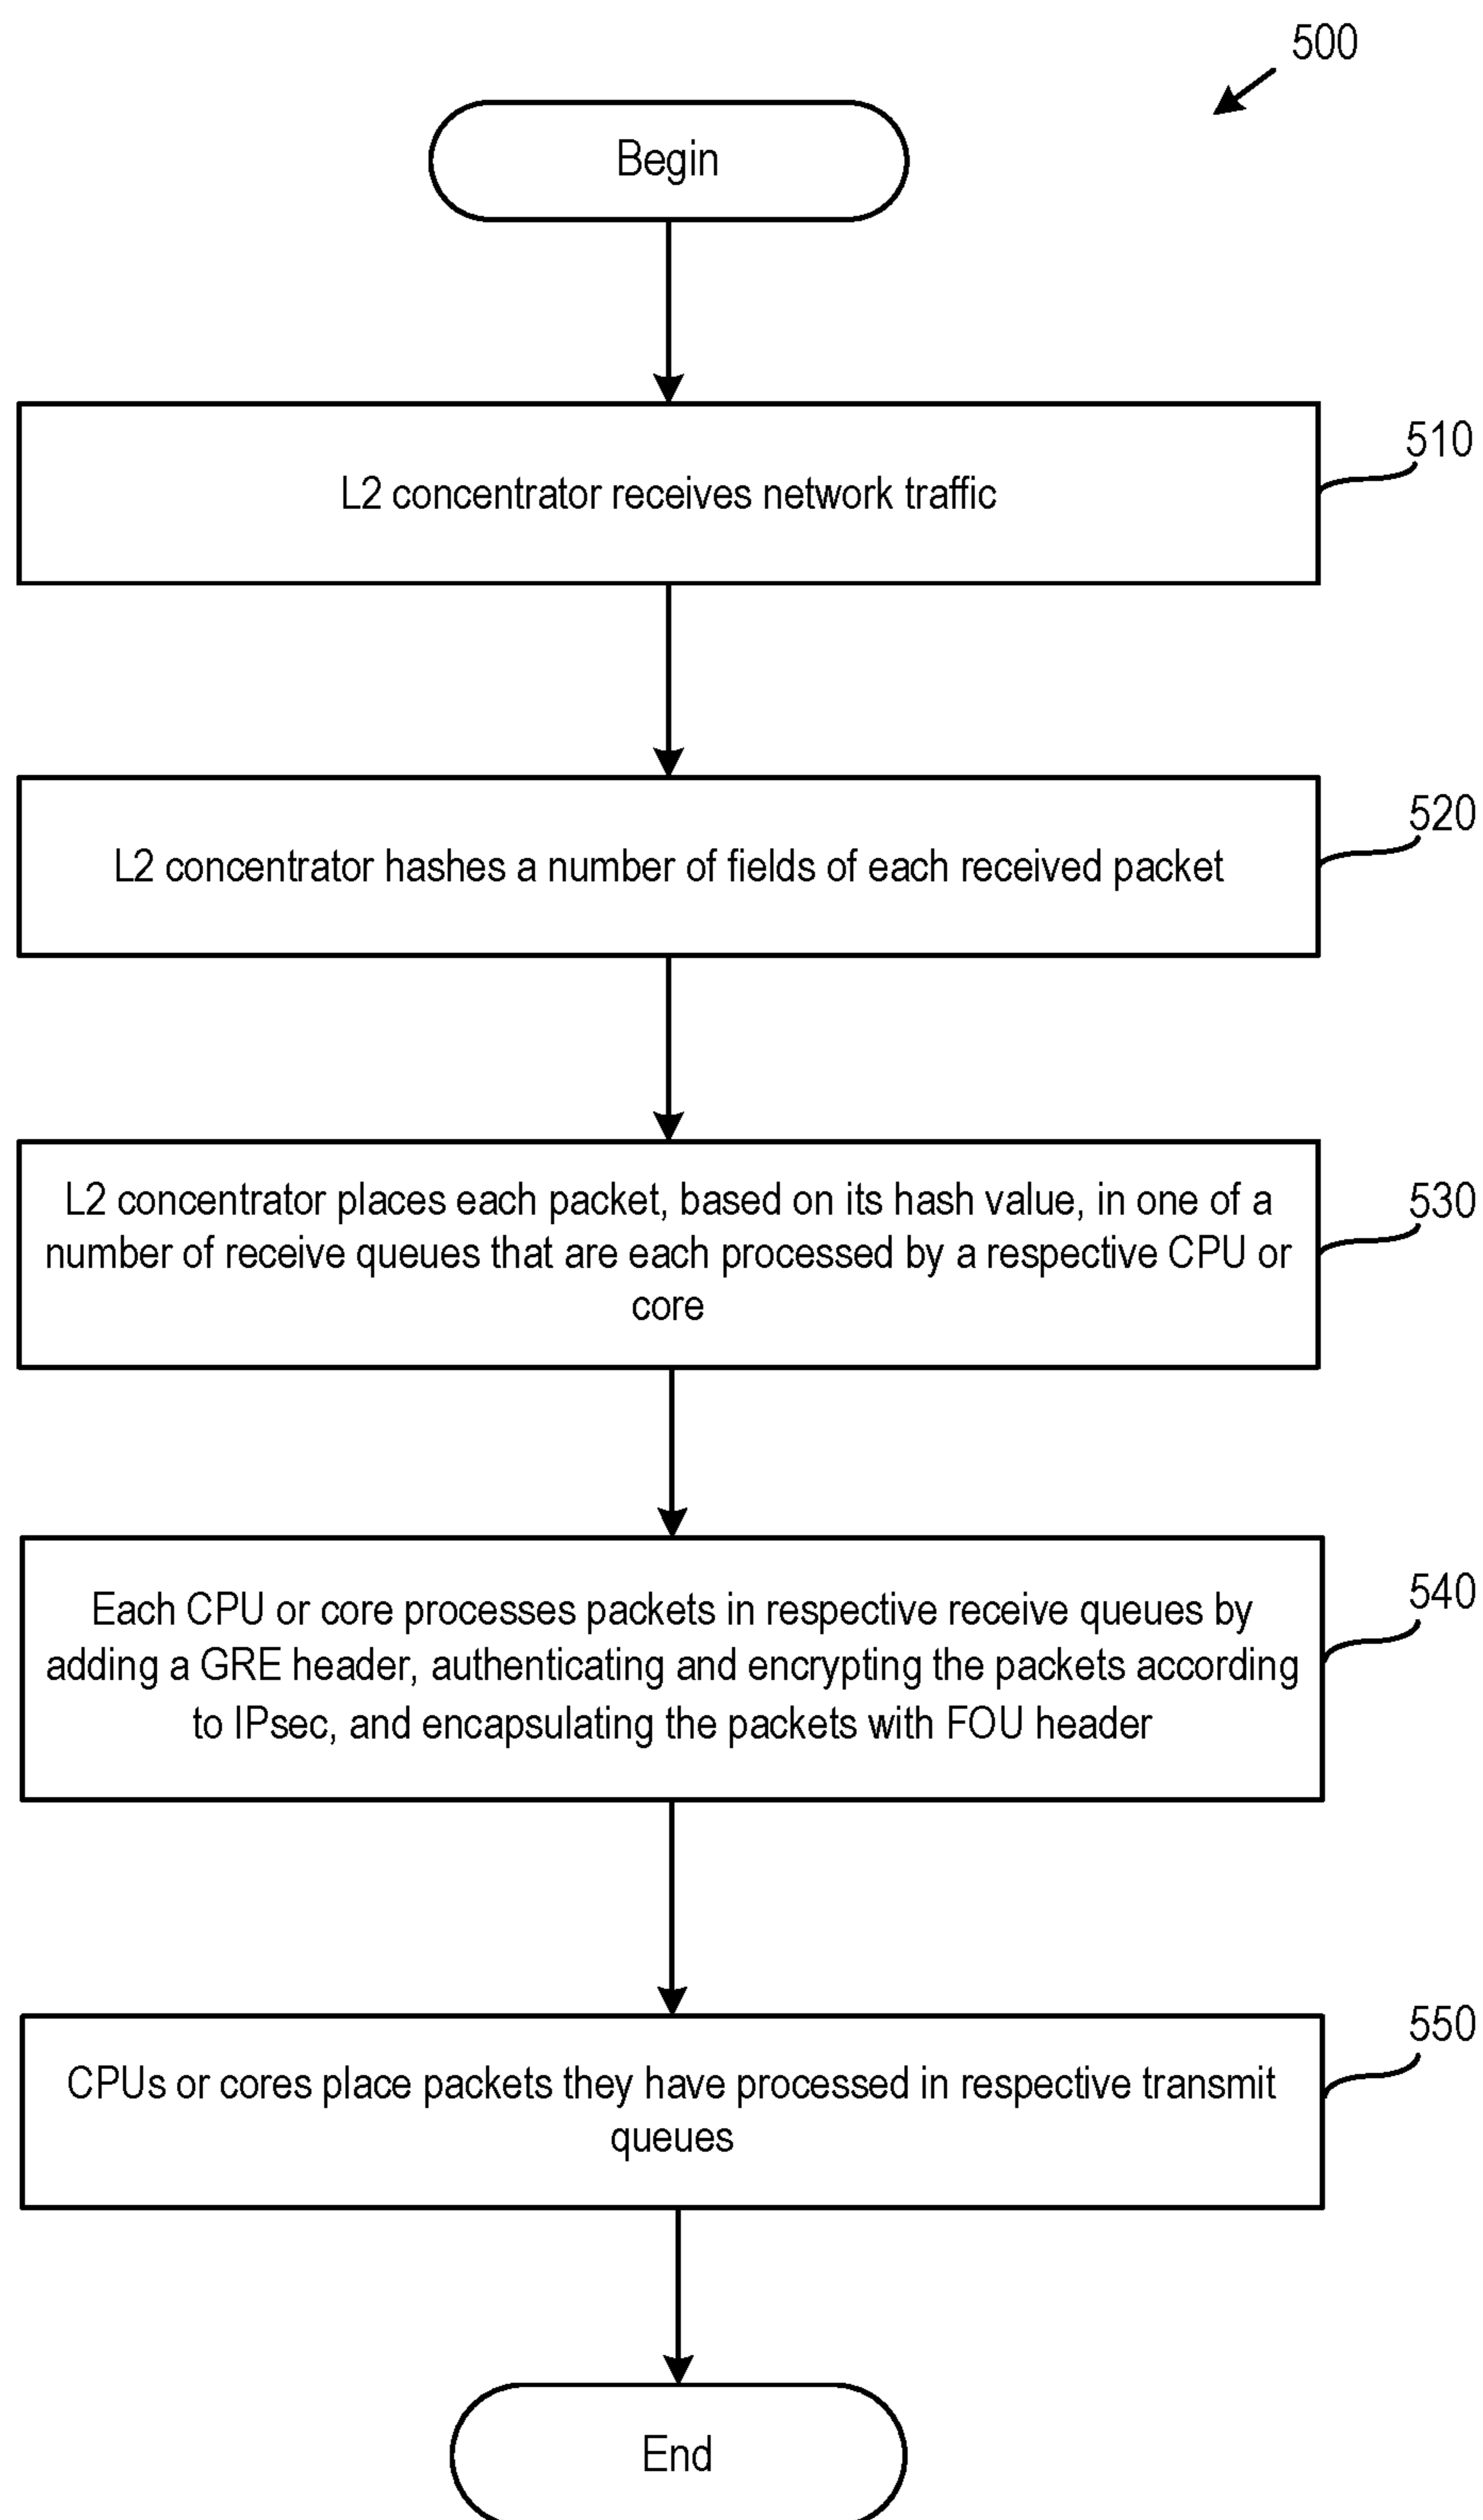 500
Begin
510
L2 concentrator receives network traffic
520
L2 concentrator hashes a number of fields of each received packet
530
L2 concentrator places each packet, based on its hash value, in one of a
number of receive queues that are each processed by a respective CPU or
core
540
Each CPU or core processes packets in respective receive queues by
adding a GRE header, authenticating and encrypting the packets according
to IPsec, and encapsulating the packets with FOU header
550
CPUs or cores place packets they have processed in respective transmit
queues
End